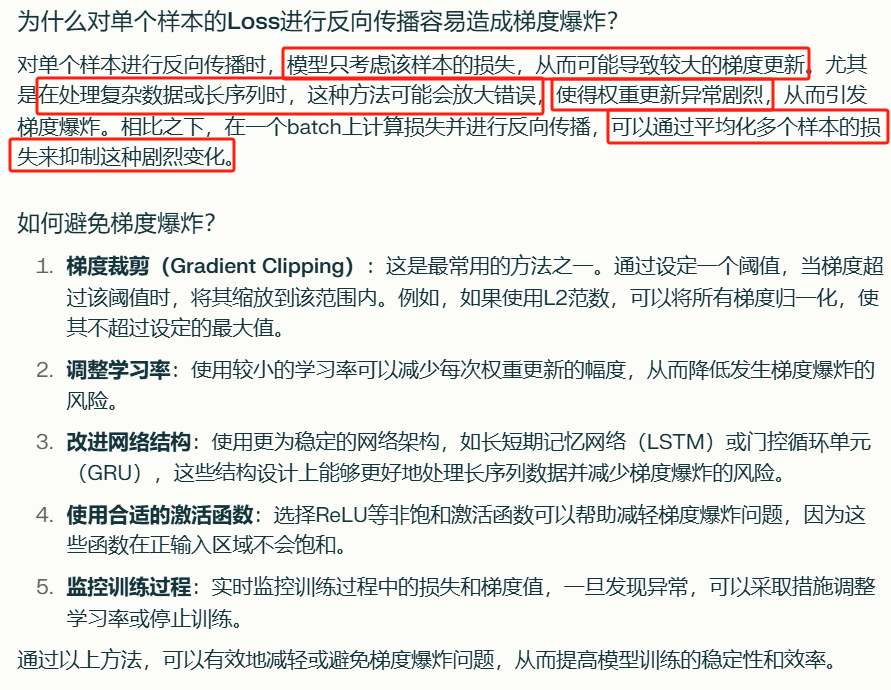 为什么对单个样本的Loss进行反向传播容易造成梯度爆炸？
对单个样本进行反向传播时，模型只考虑该样本的损失，从而可能导致较大的梯度更新。尤其
是在处理复杂数据或长序列时，这种方法可能会放大错误，使得权重更新异常剧烈，从而引发
梯度爆炸。相比之下，在一个batch上计算损失并进行反向传播，可以通过平均化多个样本的损
失来抑制这种剧烈变化。
如何避免梯度爆炸？
1. 梯度裁剪（Gradient Clipping）：这是最常用的方法之一。通过设定一个阈值，当梯度超
过该阈值时，将其缩放到该范围内。例如，如果使用L2范数，可以将所有梯度归一化，使
其不超过设定的最大值。
2. 调整学习率：使用较小的学习率可以减少每次权重更新的幅度，从而降低发生梯度爆炸的
风险。
3. 改进网络结构：使用更为稳定的网络架构，如长短期记忆网络（LSTM）或门控循环单元
（GRU），这些结构设计上能够更好地处理长序列数据并减少梯度爆炸的风险。
4. 使用合适的激活函数：选择ReLU等非饱和激活函数可以帮助减轻梯度爆炸问题，因为这
些函数在正输入区域不会饱和。
5. 监控训练过程：实时监控训练过程中的损失和梯度值，一旦发现异常，可以采取措施调整
学习率或停止训练。
通过以上方法，可以有效地减轻或避免梯度爆炸问题，从而提高模型训练的稳定性和效率。